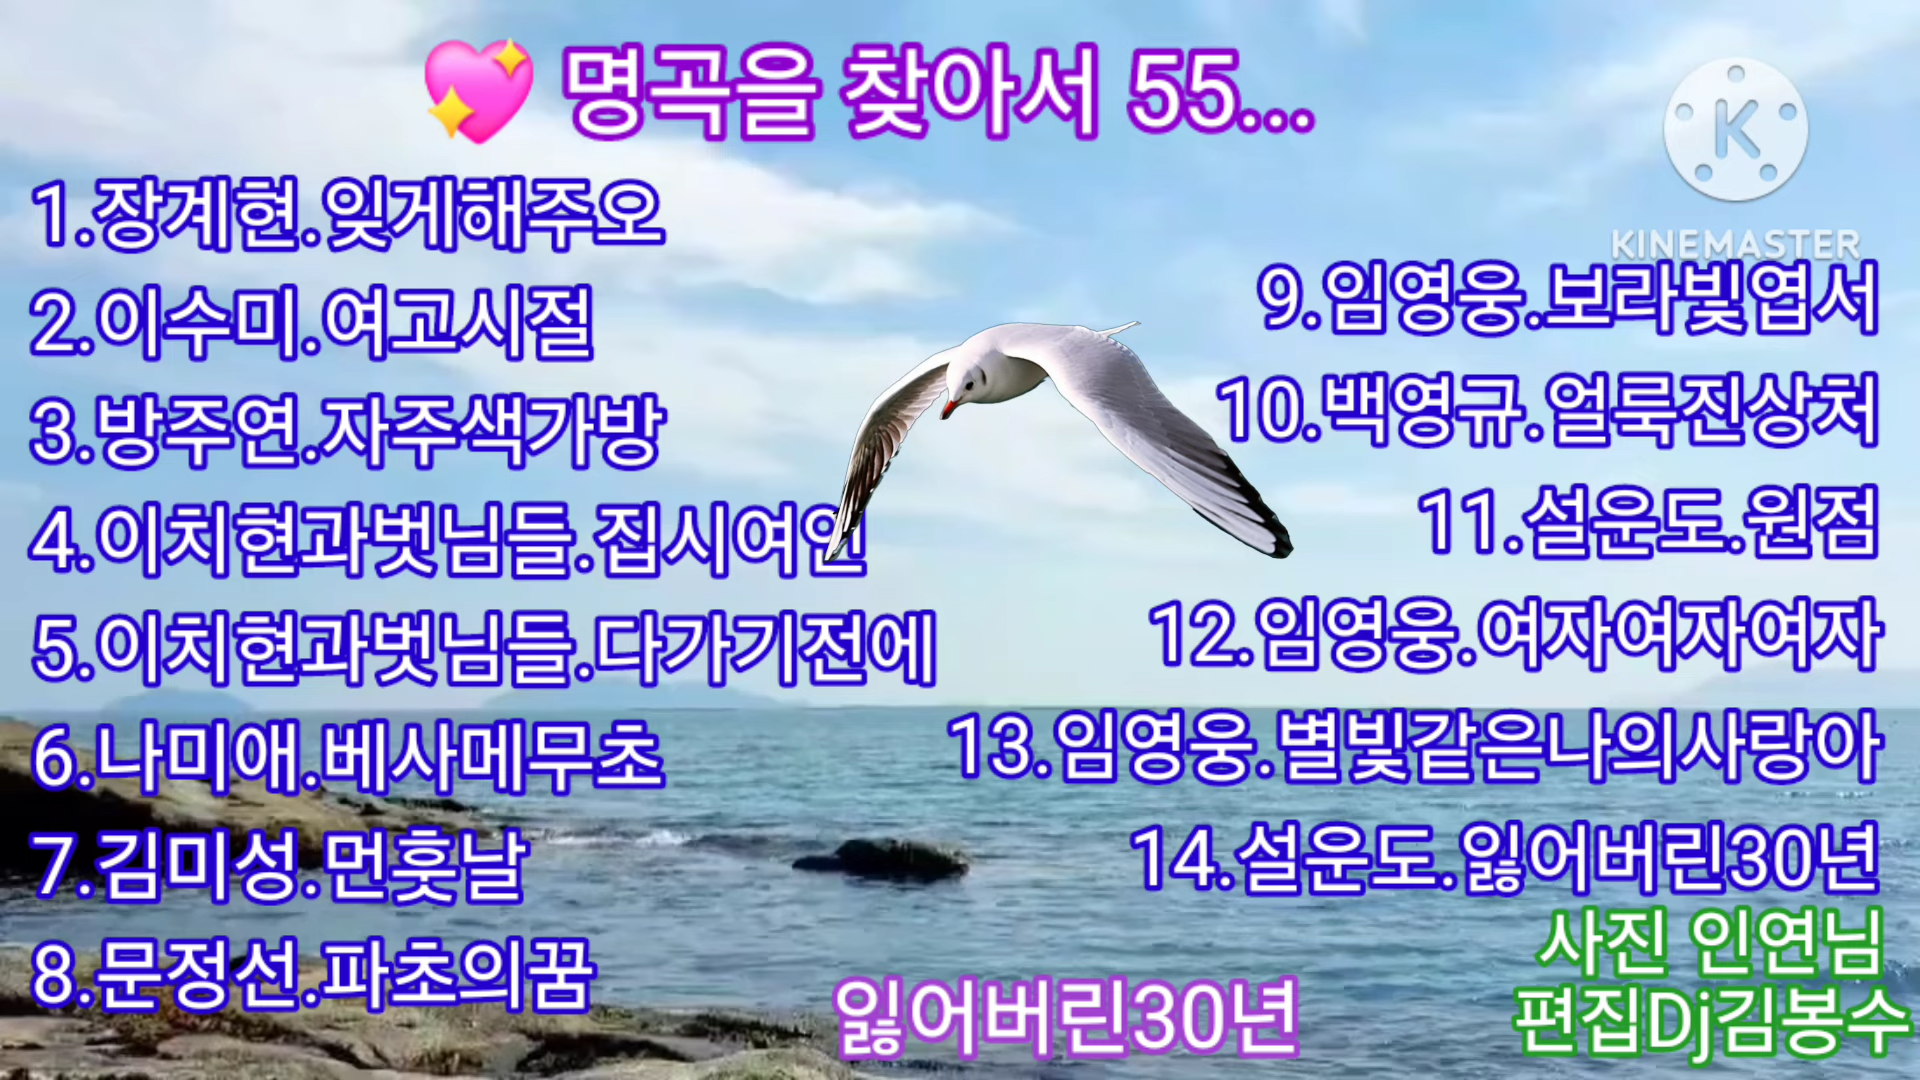 💖 명곡을 찾아서 55...
1.장계현.잊게해주오
2.이수미.여고시절
3.방주연.자주색가방
4.이치현과벗님들.집시여인
5.이치현과벗님들.다가기전에
6.나미애.베사메무초
7.김미성.먼훗날
8.문정선.파초의꿈
K
KINEMASTER
9.임영웅.보라빛엽서
10.백영규.얼룩진상처
11.설운도.원점
12.임영웅.여자여자여자
13.임영웅.별빛같은나의사랑아
14.설운도.잃어버린30년
사진 인연님
편집Dj김봉수
잃어버린30년